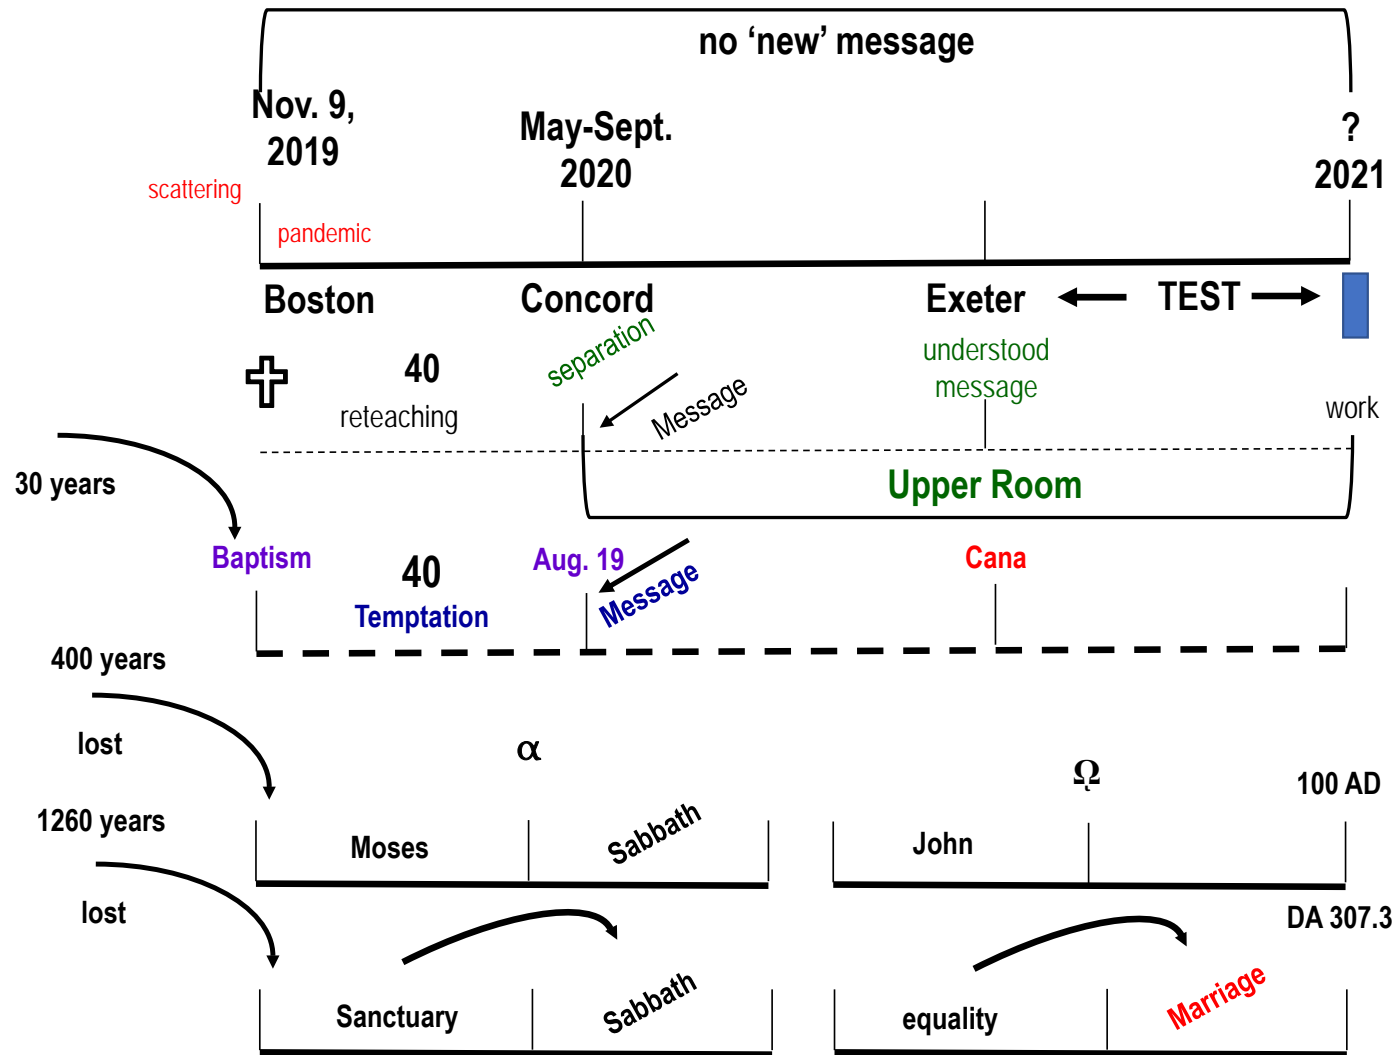 no ‘new’ message
Nov. 9,
2019
May-Sept.
2020
?
2021
scattering
pandemic
Boston
Concord
Exeter
TEST
separation
understood
message
40
reteaching
Message
work
30 years
Upper Room
Baptism
40
Temptation
Aug. 19
Message
Cana
400 years
lost
α
Ω
100 AD
1260 years
Moses
Sabbath
John
lost
DA 307.3
Sanctuary
Sabbath
equality
Marriage